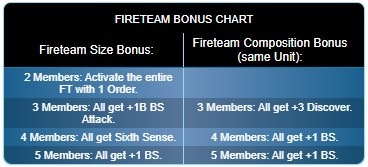 FIRETEAM BONUS CHART
Fireteam Size Bonus:
Fireteam Composition Bonus
(same Unit):
2 Members: Activate the entire
FT with 1 Order.
3 Members: All get +1B BS
Attack.
3 Members: All get +3 Discover.
4 Members: All get Sixth Sense.
4 Members: All get +1 BS.
5 Members: All get +1 BS.
5 Members: All get +1 BS.